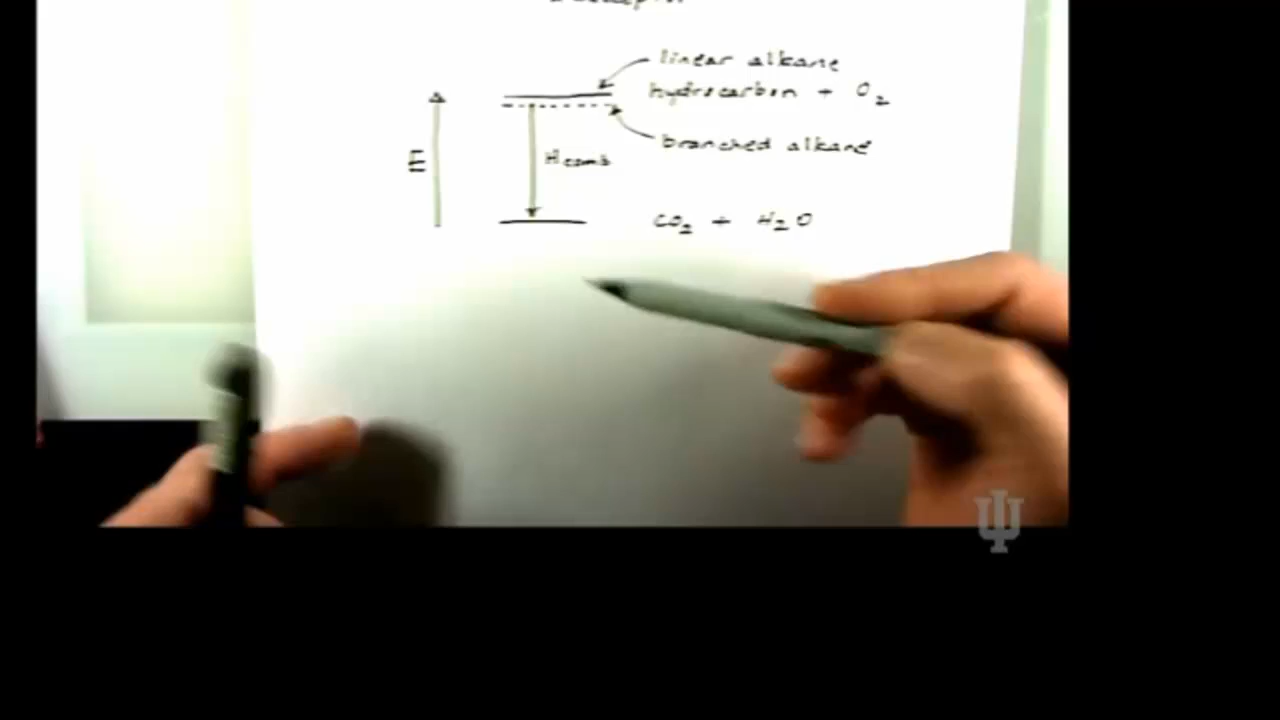 linear alkane
hydrocarbon + O2
branched alkane
E
Hcomb
CO2 + H2O